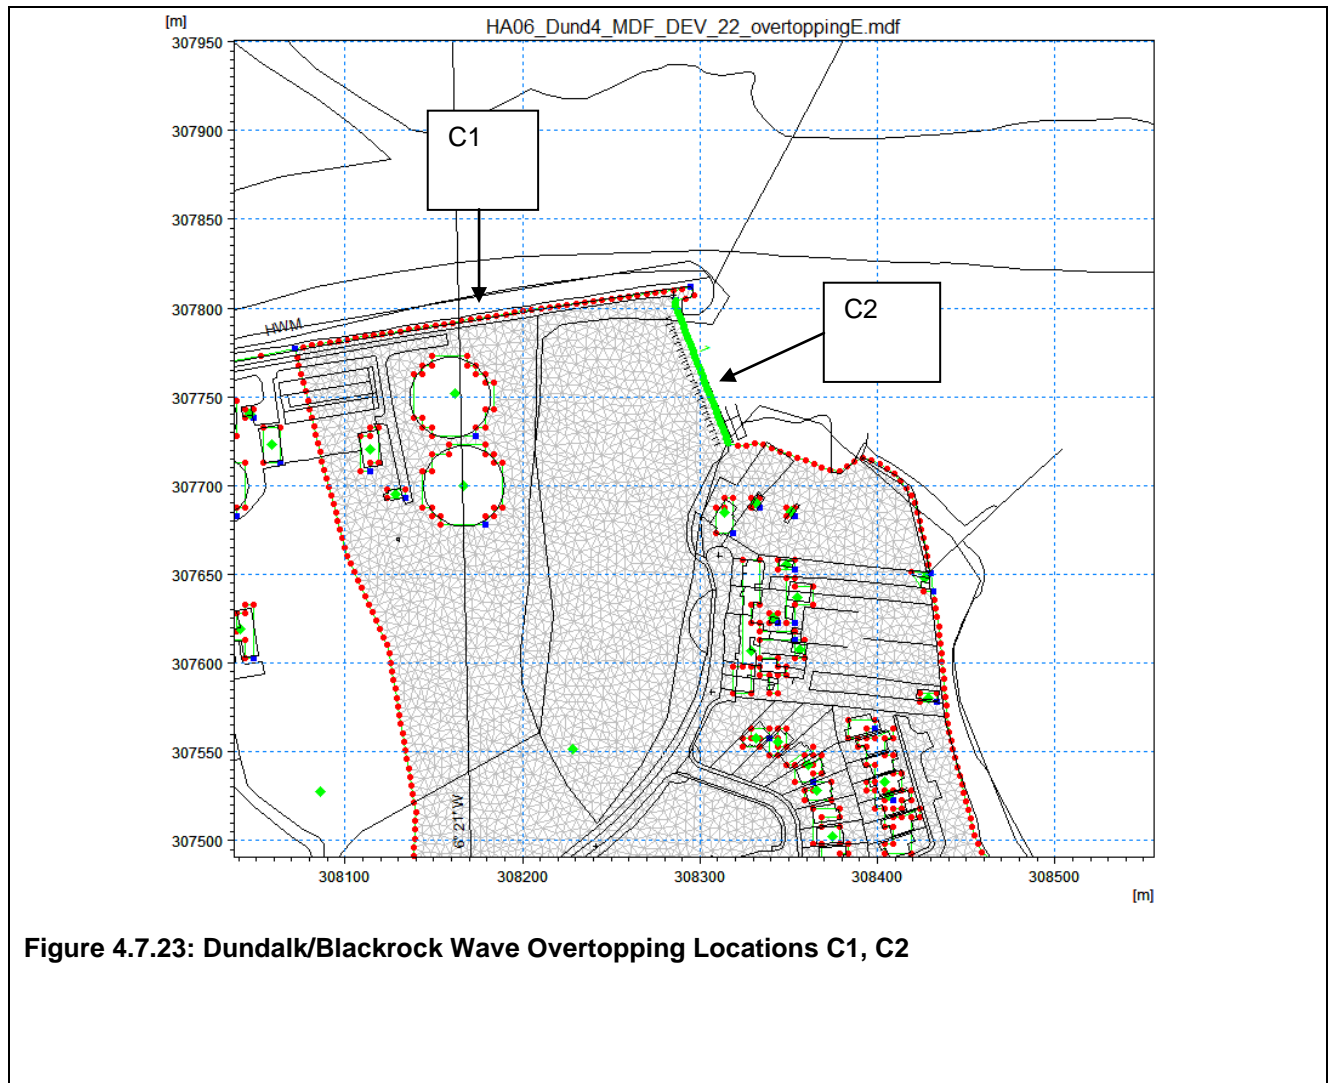 [m]
HA06_Dund4_MDF_DEV_22_overtoppingE.mdf
307950
307900
C1
307850
C2
307800
HWM
307750
307700
307650
307600
307550
6° 21' W
307500
308100 308200 308300 308400 308500
[m]
Figure 4.7.23: Dundalk/Blackrock Wave Overtopping Locations C1, C2